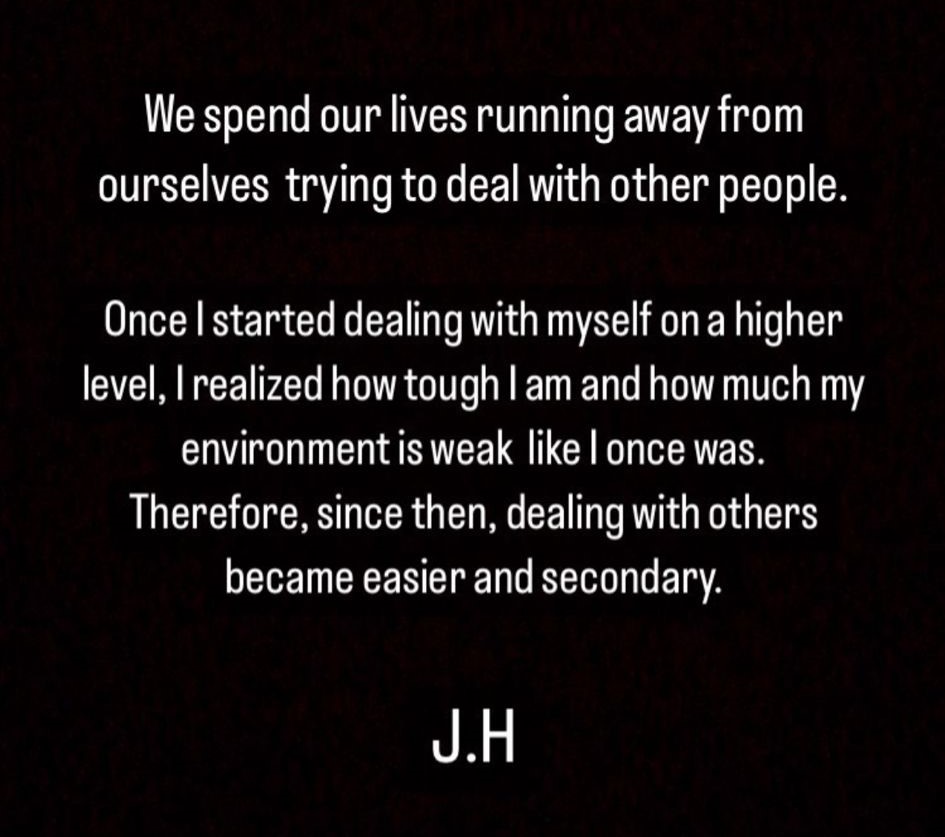 We spend our lives running away from
ourselves trying to deal with other people.
Once I started dealing with myself on a higher
level, I realized how tough I am and how much my
environment is weak like I once was.
Therefore, since then, dealing with others
became easier and secondary.
J.H